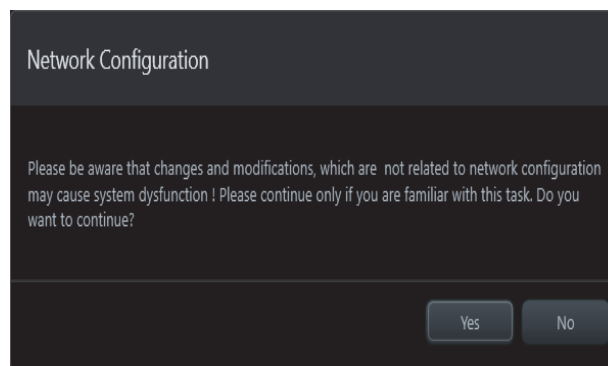 Network Configuration
Please be aware that changes and modifications, which are  not related to network configuration
may cause system dysfunction ! Please continue only if you are familiar with this task. Do you
want to continue?
Yes
No